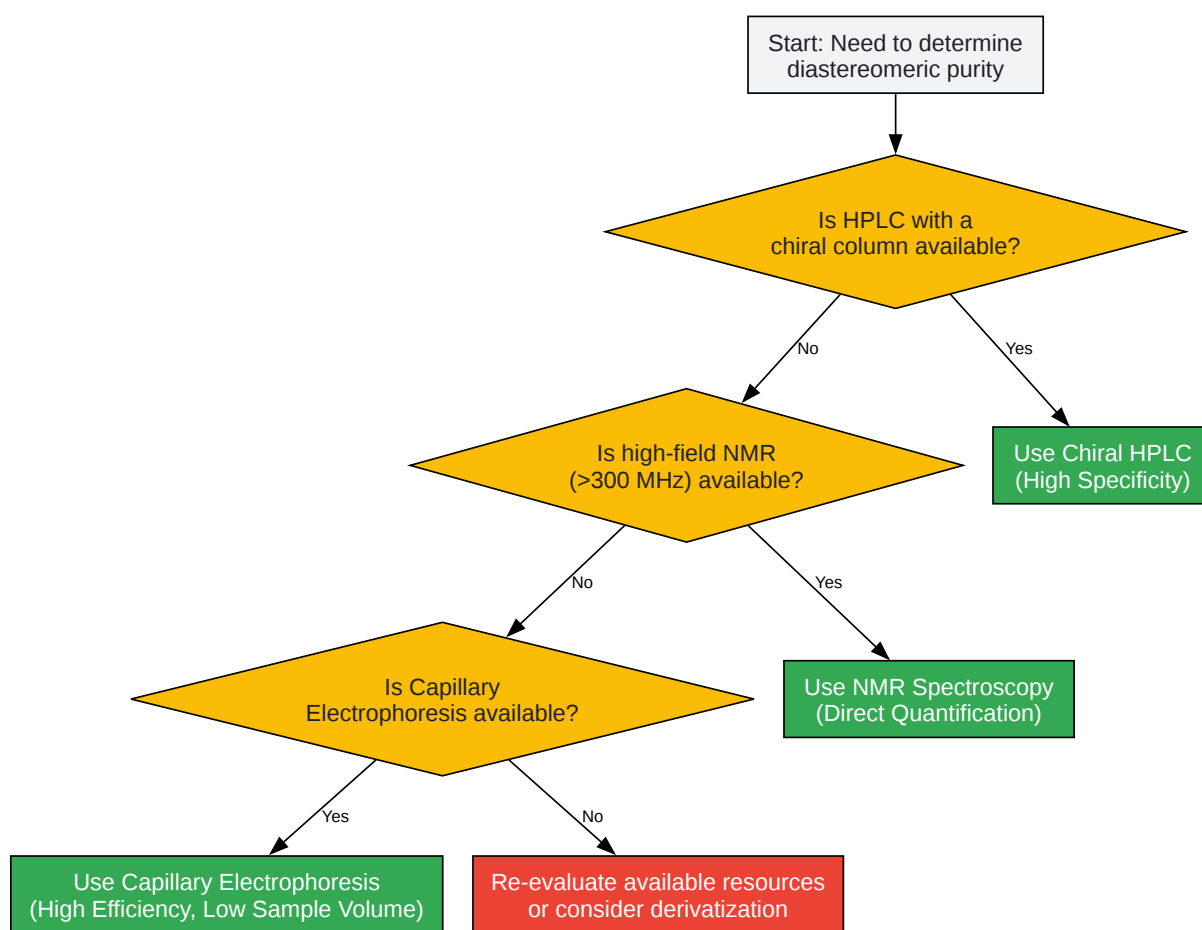 Start: Need to determine
diastereomeric purity
Is HPLC with a
chiral column available?
No
Yes
Is high-field NMR
(>300 MHz) available?
Use Chiral HPLC
(High Specificity)
No
Yes
Is Capillary
Electrophoresis available?
Use NMR Spectroscopy
(Direct Quantification)
Yes
No
Use Capillary Electrophoresis
(High Efficiency, Low Sample Volume)
Re-evaluate available resources
or consider derivatization